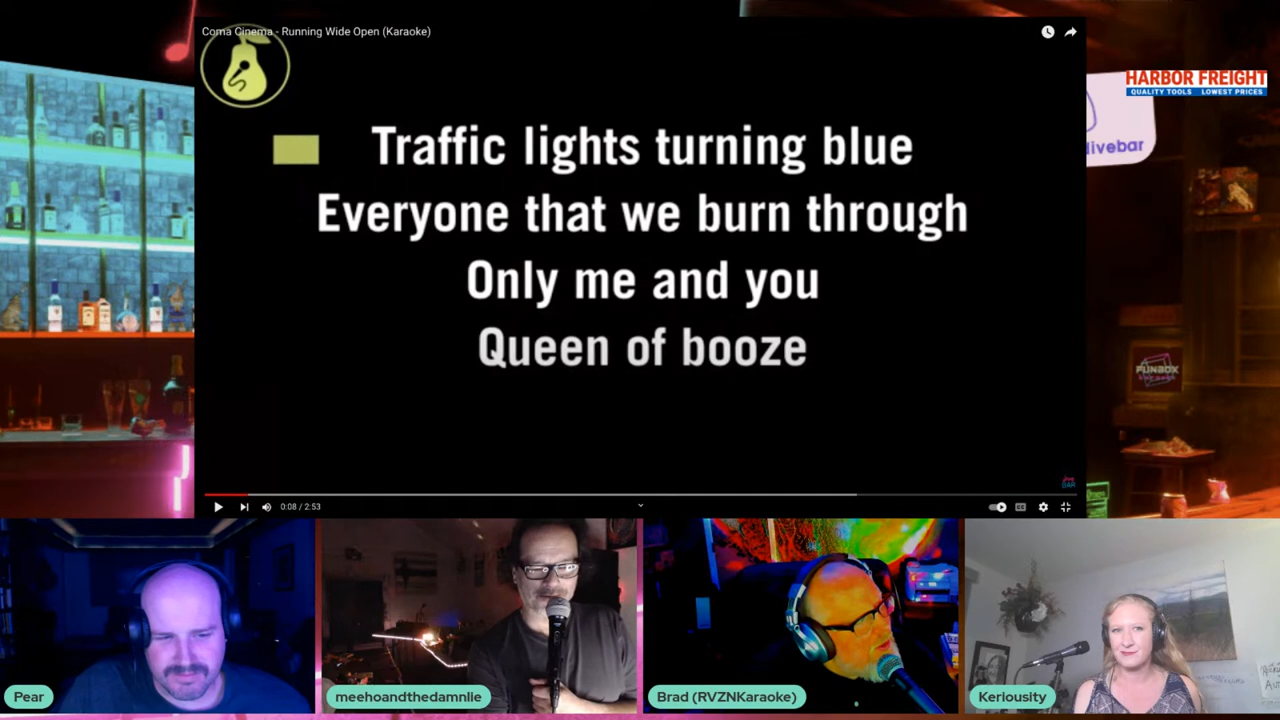 Coma Cinema - Running Wide Open (Karaoke)
HARBOR FREIGHT
QUALITY TOOLS LOWEST PRICES
livebar
Traffic lights turning blue
Everyone that we burn through
Only me and you
Queen of booze
FUNBOX
BAR
0:08 / 2:53
Pear
meehoandthedamnlie
Brad (RVZNKaraoke)
Keriousity